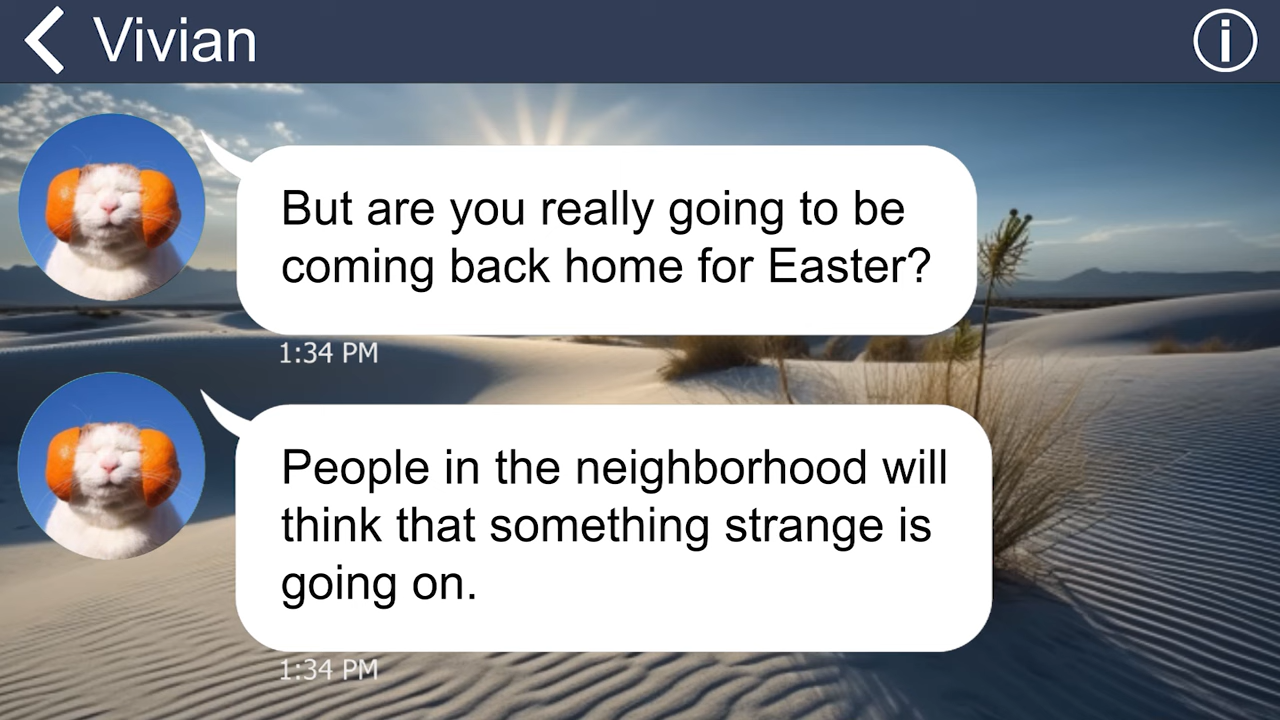 Vivian
But are you really going to be
coming back home for Easter?
1:34 PM
People in the neighborhood will
think that something strange is
going on.
1:34 PM